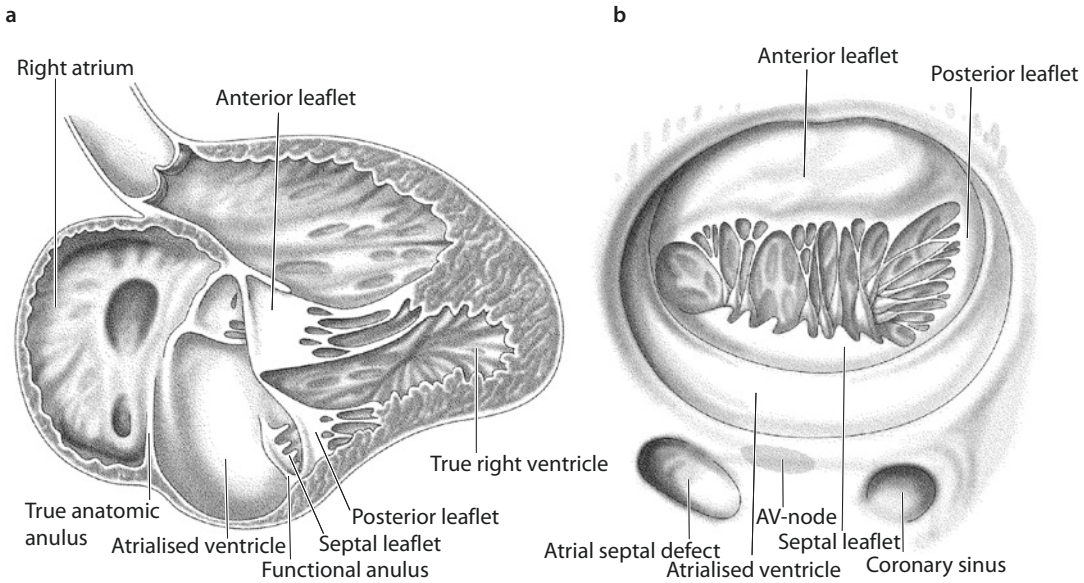 a
Right atrium
Anterior leaflet
True anatomic
anulus
Atrialised ventricle
Functional anulus
Septal leaflet
Posterior leaflet
True right ventricle
b
Anterior leaflet
Posterior leaflet
Atrial septal defect
Atrialised ventricle
AV-node
Septal leaflet
Coronary sinus